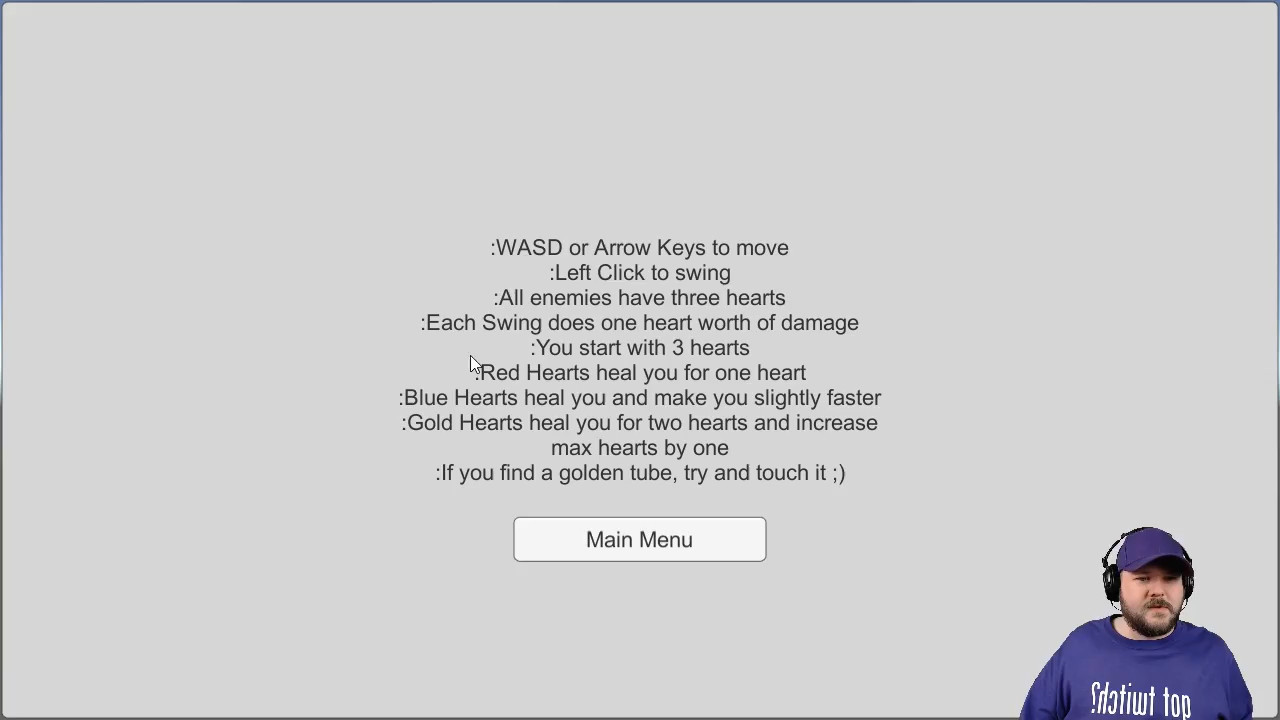 :WASD or Arrow Keys to move
:Left Click to swing
:All enemies have three hearts
:Each Swing does one heart worth of damage
:You start with 3 hearts
:Red Hearts heal you for one heart
:Blue Hearts heal you and make you slightly faster
:Gold Hearts heal you for two hearts and increase
max hearts by one
:If you find a golden tube, try and touch it ;)
Main Menu
got twitch?